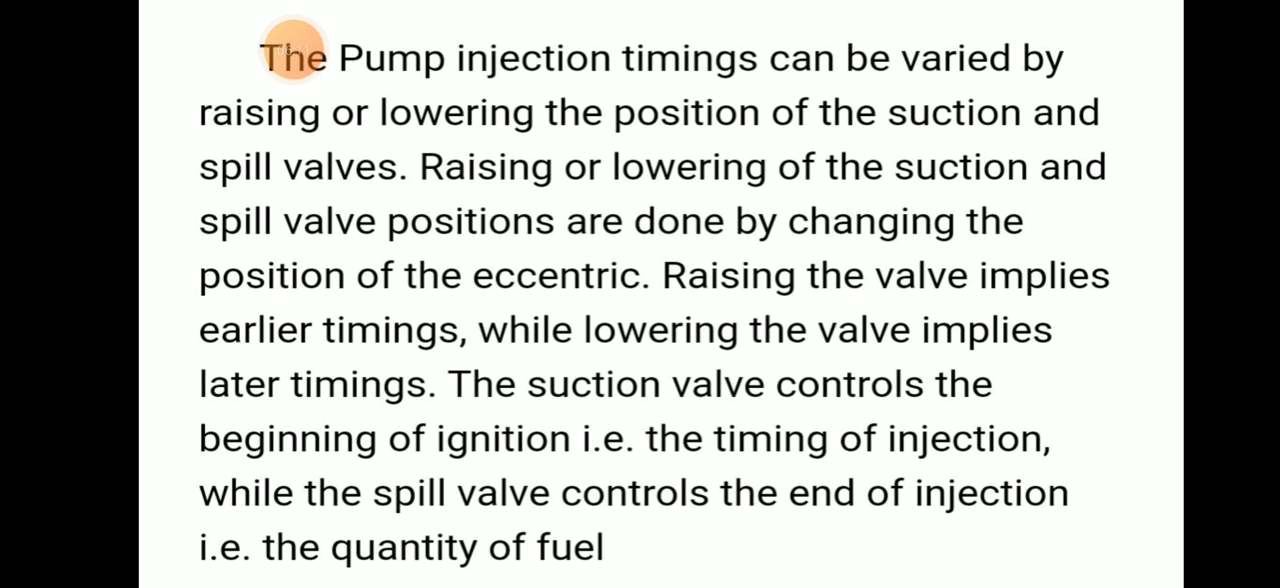 The Pump injection timings can be varied by
raising or lowering the position of the suction and
spill valves. Raising or lowering of the suction and
spill valve positions are done by changing the
position of the eccentric. Raising the valve implies
earlier timings, while lowering the valve implies
later timings. The suction valve controls the
beginning of ignition i.e. the timing of injection,
while the spill valve controls the end of injection
i.e. the quantity of fuel